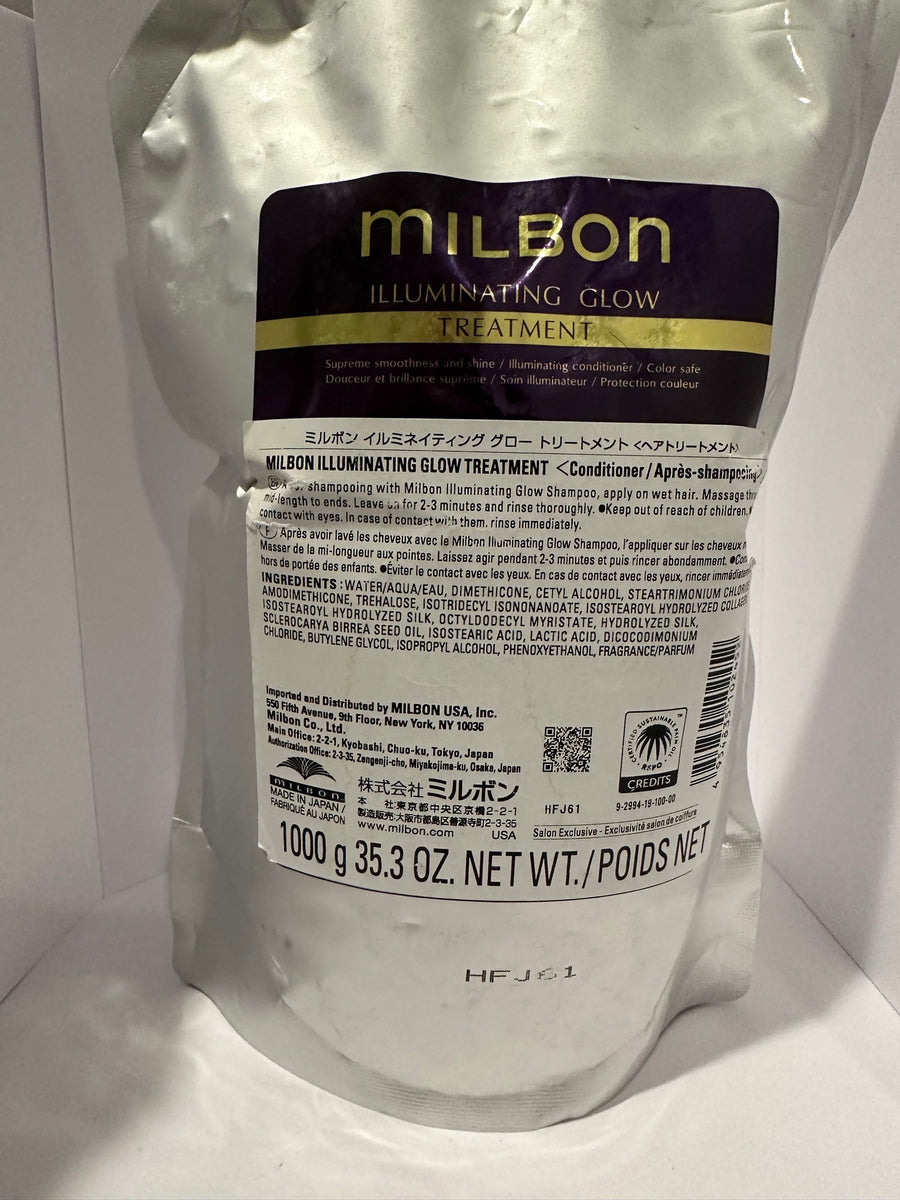 MILBON
ILLUMINATING GLOW
TREATMENT
Supreme smoothness and shine / Illuminating conditioner / Color safe
Douceur et brillance suprême / Soin illuminateur / Protection couleur
ミルボン イルミネイティング グロー トリートメント <ヘアトリートメント>
MILBON ILLUMINATING GLOW TREATMENT <Conditioner / Après-shampooing>
shampooing with Milbon Illuminating Glow Shampoo, apply on wet hair. Massage
mid-length to ends. Leave on for 2-3 minutes and rinse thoroughly. ●Keep out of reach of children.
contact with eyes. In case of contact with them, rinse immediately.
F Après avoir lavé les cheveux avec le Milbon Illuminating Glow Shampoo, l'appliquer sur les cheveux
Masser de la mi-longueur aux pointes. Laissez agir pendant 2-3 minutes et puis rincer abondamment.
hors de portée des enfants. ●Éviter le contact avec les yeux. En cas de contact avec les yeux, rincer
INGREDIENTS : WATER/AQUA/EAU, DIMETHICONE, CETYL ALCOHOL, STEARTRIMONIUM CHLORIDE,
AMODIMETHICONE, TREHALOSE, ISOTRIDECYL ISONONANOATE, ISOSTEAROYL HYDROLYZED COLLAGEN,
ISOSTEAROYL HYDROLYZED SILK, OCTYLDODECYL MYRISTATE, HYDROLYZED SILK,
SCLEROCARYA BIRREA SEED OIL, ISOSTEARIC ACID, LACTIC ACID, DICOCODIMONIUM
CHLORIDE, BUTYLENE GLYCOL, ISOPROPYL ALCOHOL, PHENOXYETHANOL, FRAGRANCE/PARFUM
Imported and Distributed by MILBON USA, Inc.
550 Fifth Avenue, 9th Floor, New York, NY 10036
Milbon Co., Ltd.
Main Office: 2-2-1, Kyobashi, Chuo-ku, Tokyo, Japan
Authorization Office: 2-3-35, Zengenji-cho, Miyakojima-ku, Osaka, Japan
MILBON
MADE IN JAPAN /
FABRIQUÉ AU JAPON
株式会社 ミルボン
本 社:東京都中央区京橋2-2-1
製造販売:大阪市都島区善源寺町2-3-35
www.milbon.com USA
HFJ61
CERTIFIED SUSTAINABLE PALM OIL
RSPO
CREDITS
9-2994-19-100-00
Salon Exclusive - Exclusivité salon de coiffure
1000 g 35.3 OZ. NET WT./POIDS NET
HFJ61